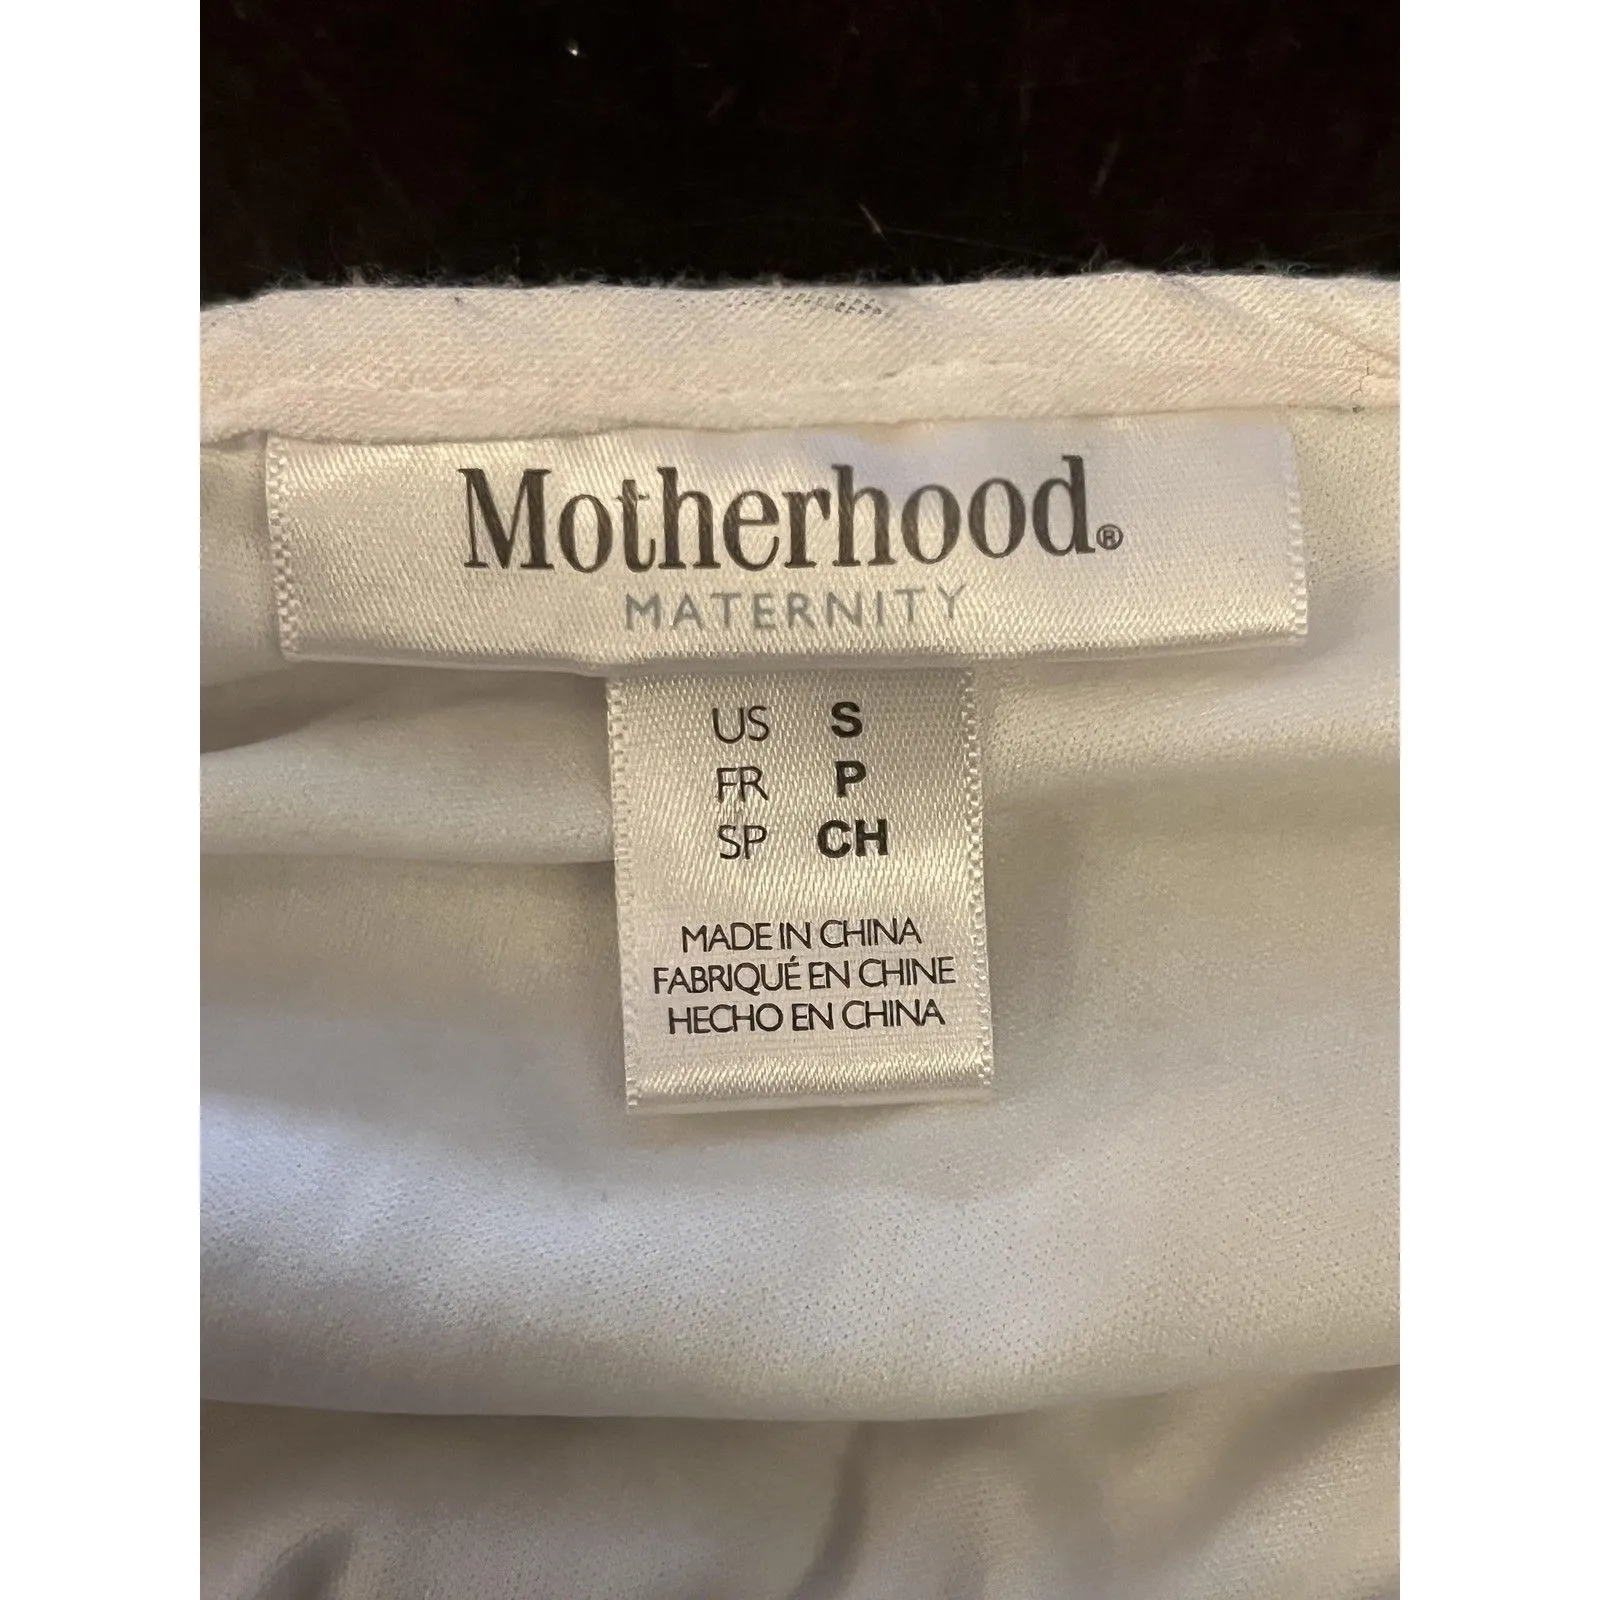 Motherhood®
MATERNITY
US S
FR P
SP CH
MADE IN CHINA
FABRIQUÉ EN CHINE
HECHO EN CHINA